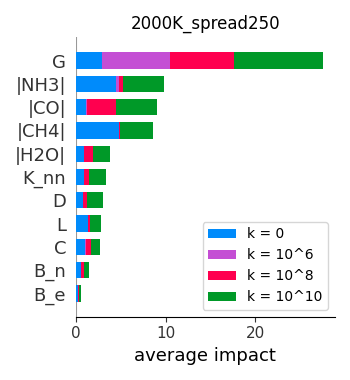 2000K_spread250
G
|NH3|
|CO|
|CH4|
|H2O|
K_nn
D
L
C
B_n
B_e
k = 0
k = 10^6
k = 10^8
k = 10^10
0 10 20
average impact